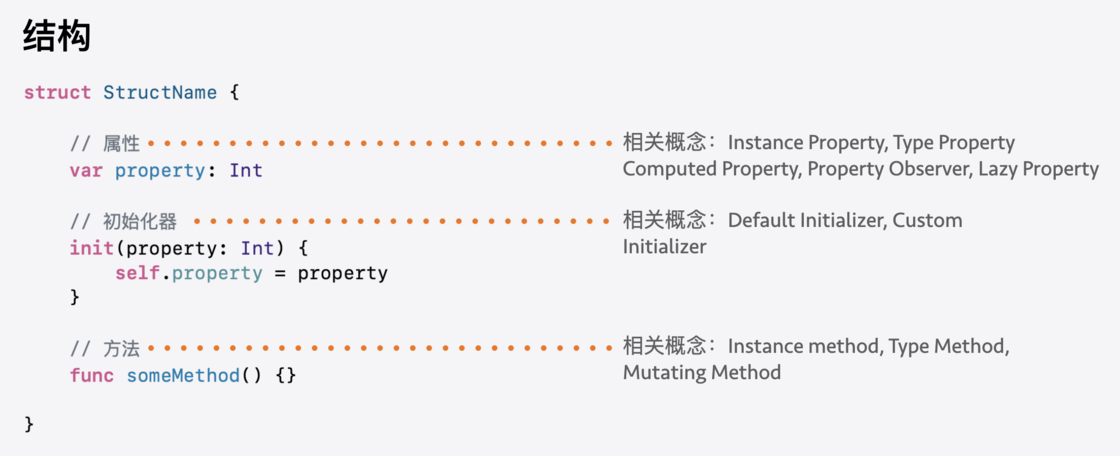 结构
struct StructName {
// 属性 相关概念：Instance Property, Type Property
var property: Int Computed Property, Property Observer, Lazy Property
// 初始化器 相关概念：Default Initializer, Custom
init(property: Int) { Initializer
self.property = property
}
// 方法 相关概念：Instance method, Type Method,
func someMethod() {} Mutating Method
}